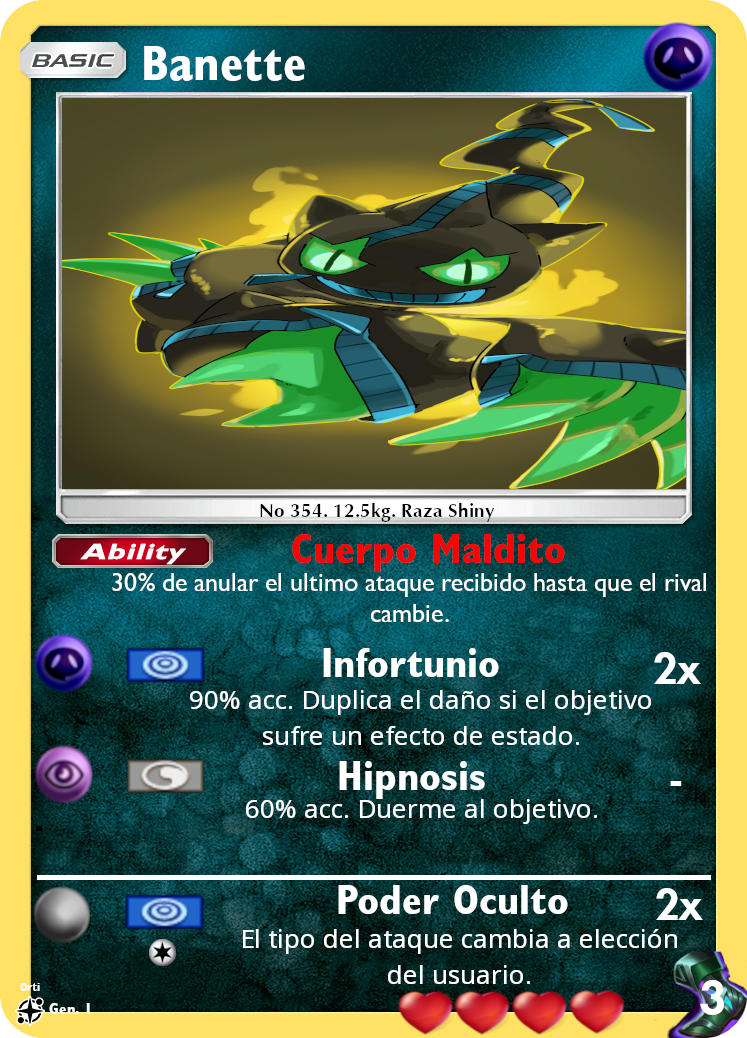 BASIC Banette
No 354. 12.5kg. Raza Shiny
Ability Cuerpo Maldito
30% de anular el ultimo ataque recibido hasta que el rival
cambie.
Infortunio 2x
90% acc. Duplica el daño si el objetivo
sufre un efecto de estado.
Hipnosis -
60% acc. Duerme al objetivo.
Poder Oculto 2x
El tipo del ataque cambia a elección
del usuario.
Orti
Gen. I
3